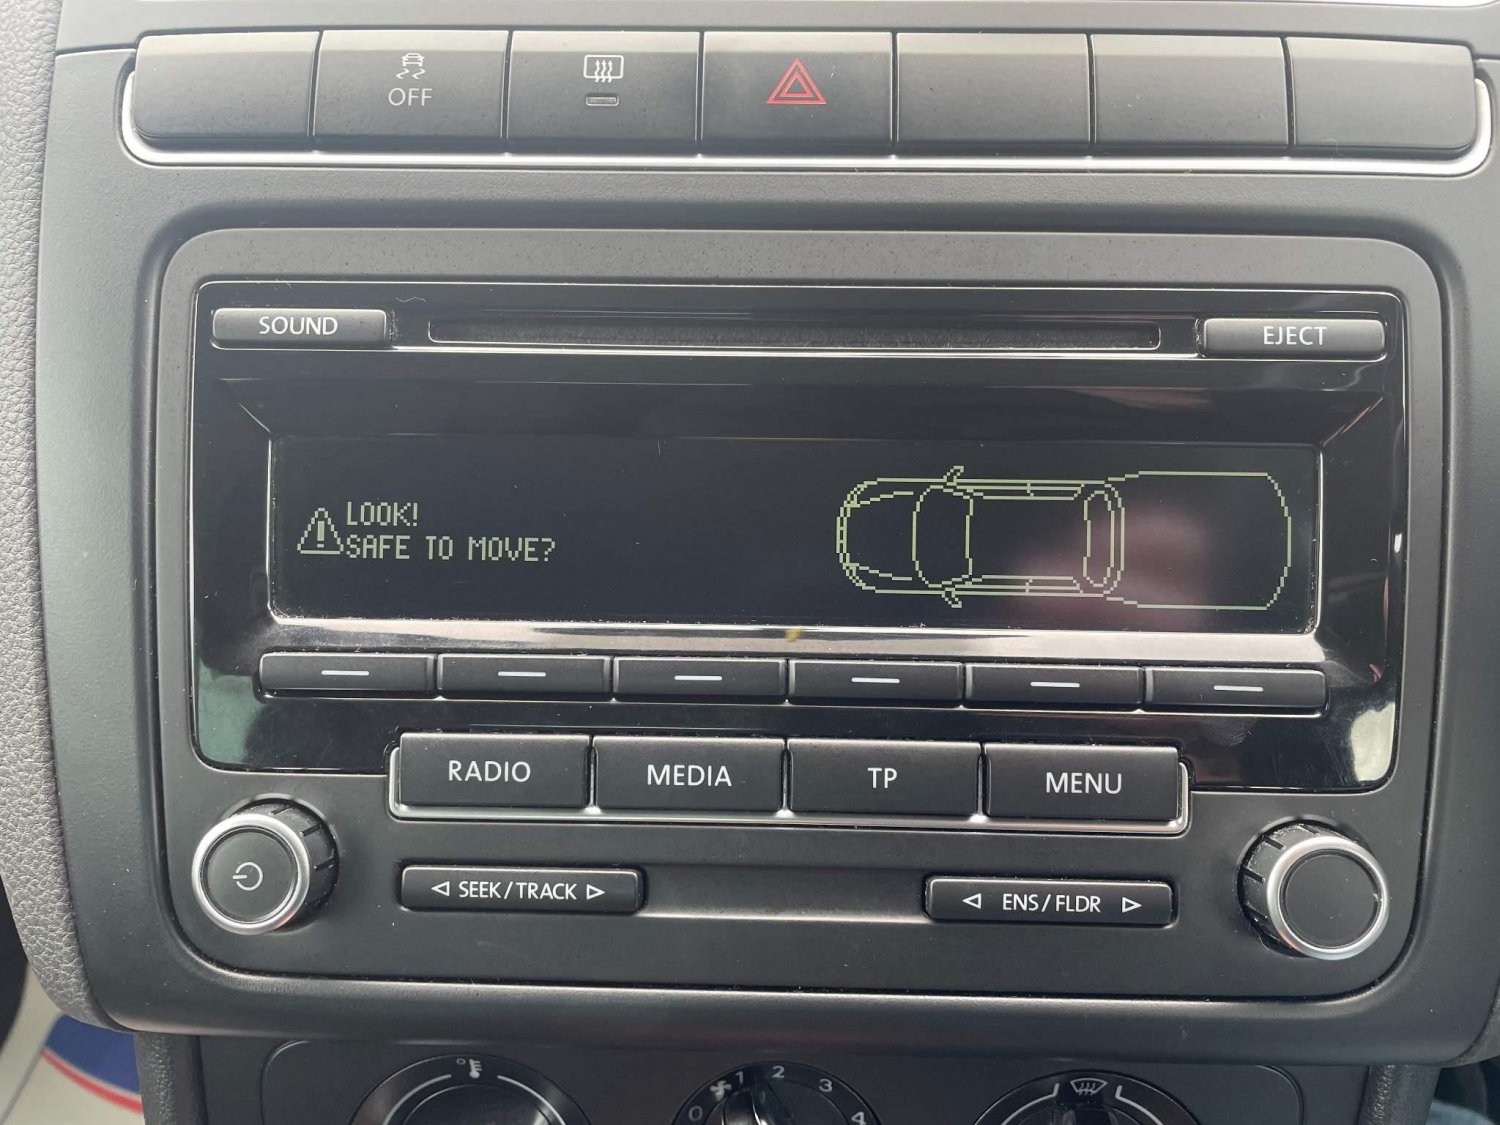 OFF
SOUND
EJECT
LOOK!
SAFE TO MOVE?
RADIO
MEDIA
TP
MENU
SEEK/TRACK
ENS/FLDR
0 1 2 3 4